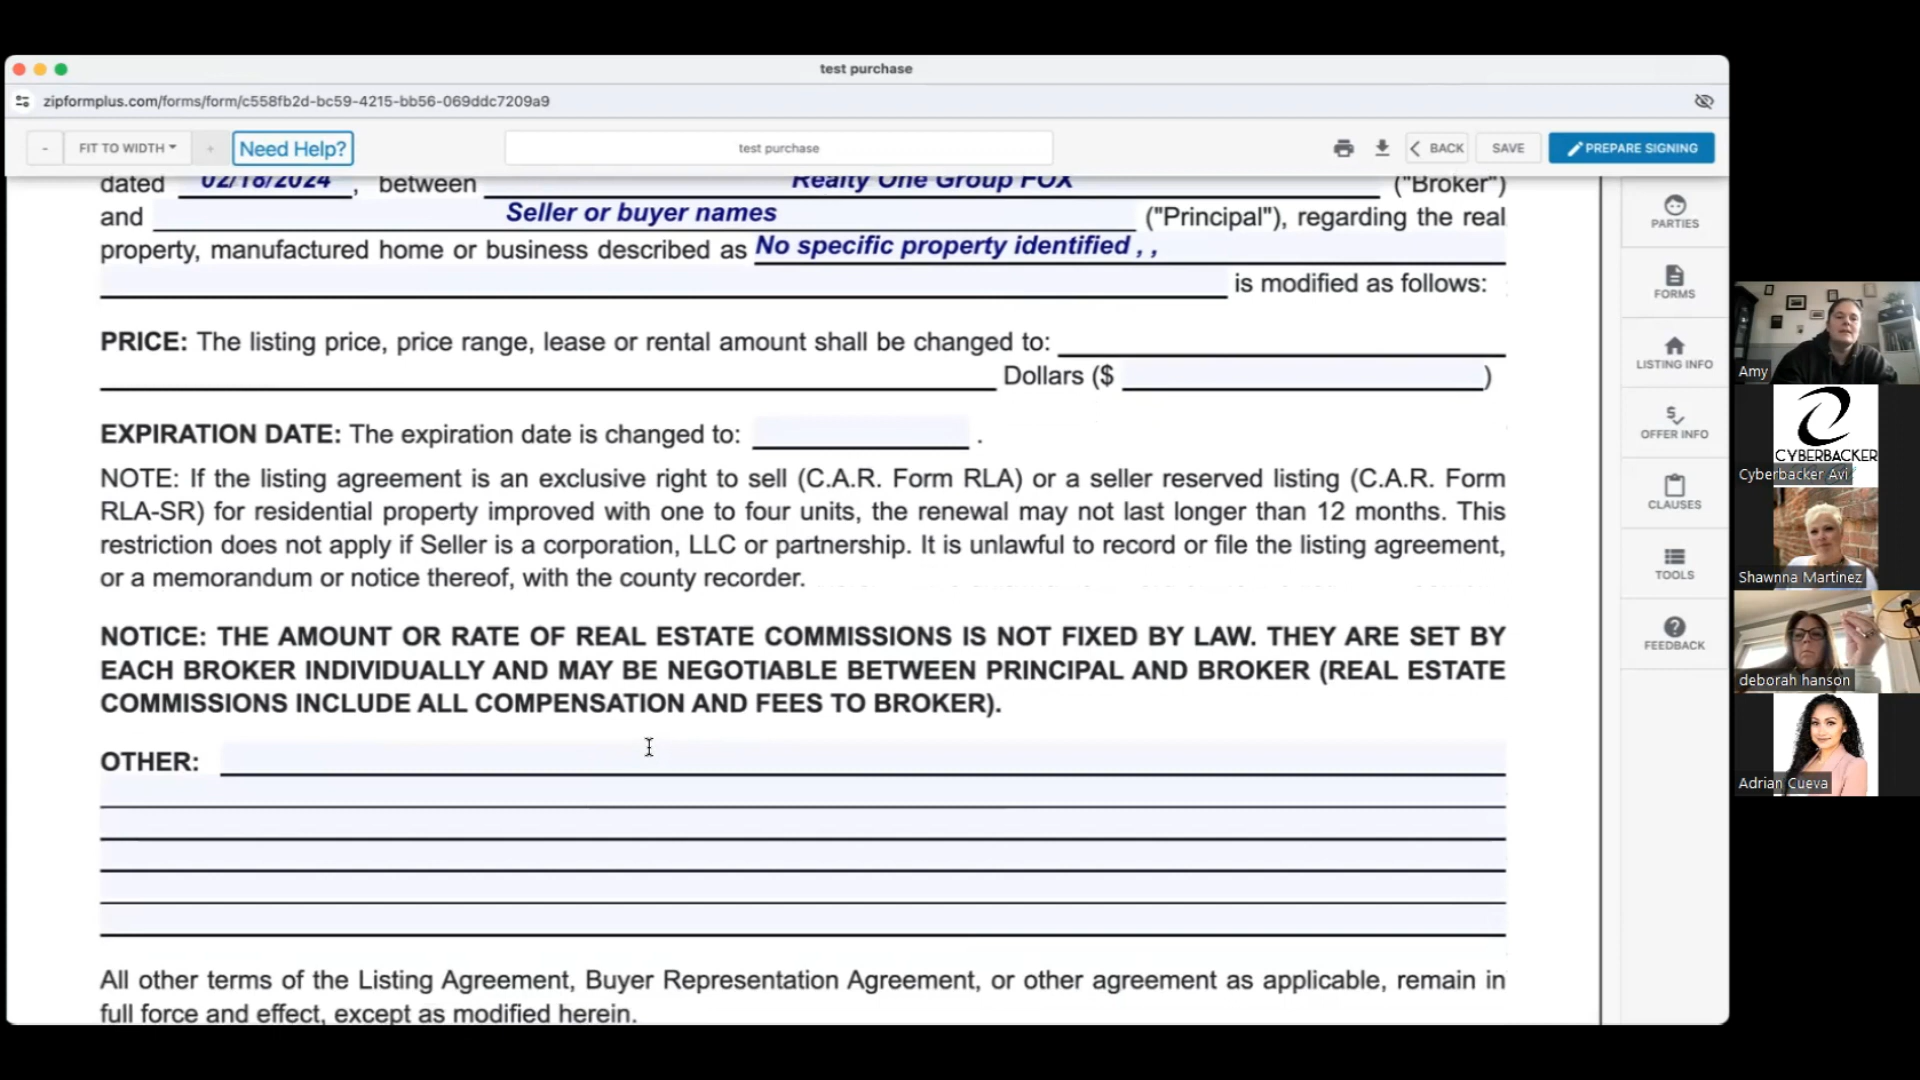 test purchase
zipformplus.com/forms/form/c558fb2d-bc59-4215-bb56-069ddc7209a9
- FIT TO WIDTH + Need Help? test purchase BACK SAVE PREPARE SIGNING
dated 02/18/2024, between Realty One Group FOX ("Broker")
and Seller or buyer names ("Principal"), regarding the real
property, manufactured home or business described as No specific property identified , ,
is modified as follows:
PRICE: The listing price, price range, lease or rental amount shall be changed to:
Dollars ($ )
EXPIRATION DATE: The expiration date is changed to: .
NOTE: If the listing agreement is an exclusive right to sell (C.A.R. Form RLA) or a seller reserved listing (C.A.R. Form
RLA-SR) for residential property improved with one to four units, the renewal may not last longer than 12 months. This
restriction does not apply if Seller is a corporation, LLC or partnership. It is unlawful to record or file the listing agreement,
or a memorandum or notice thereof, with the county recorder.
NOTICE: THE AMOUNT OR RATE OF REAL ESTATE COMMISSIONS IS NOT FIXED BY LAW. THEY ARE SET BY
EACH BROKER INDIVIDUALLY AND MAY BE NEGOTIABLE BETWEEN PRINCIPAL AND BROKER (REAL ESTATE
COMMISSIONS INCLUDE ALL COMPENSATION AND FEES TO BROKER).
OTHER:
All other terms of the Listing Agreement, Buyer Representation Agreement, or other agreement as applicable, remain in
full force and effect, except as modified herein.
PARTIES
FORMS
LISTING INFO
OFFER INFO
CLAUSES
TOOLS
FEEDBACK
Amy
CYBERBACKER
Cyberbacker Avi
Shawnna Martinez
deborah hanson
Adrian Cueva